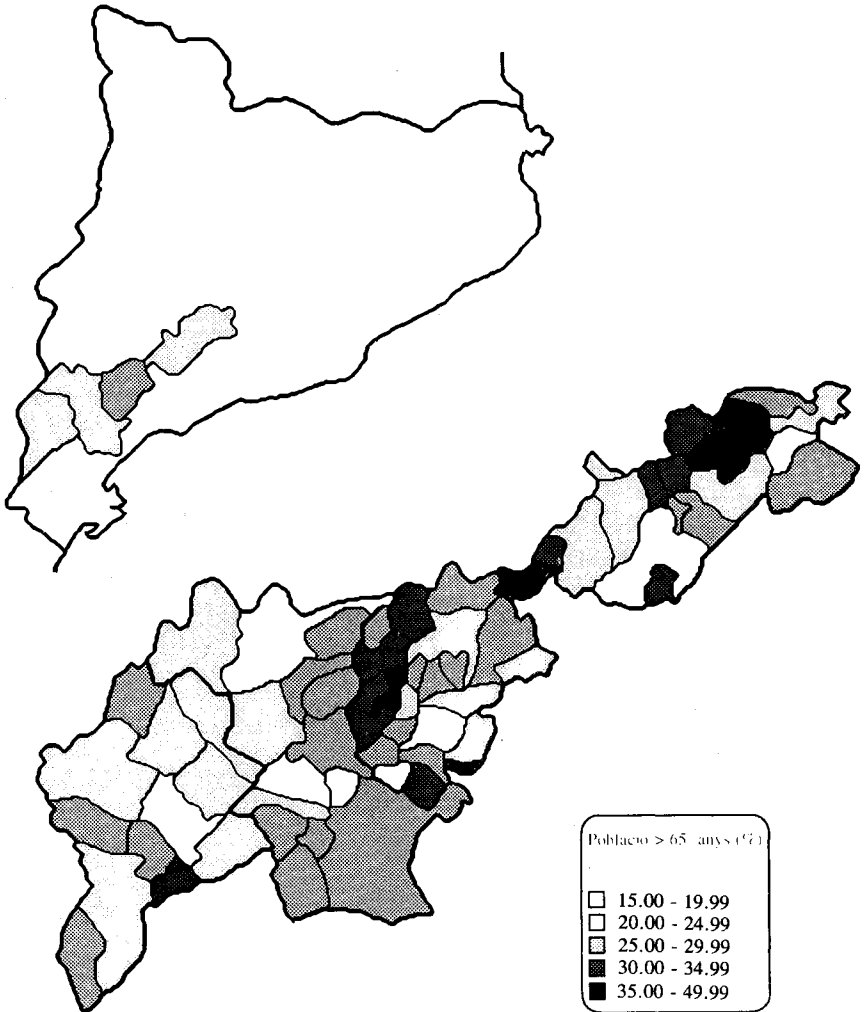 Poblacio > 65 anys (%)
15.00 - 19.99
20.00 - 24.99
25.00 - 29.99
30.00 - 34.99
35.00 - 49.99